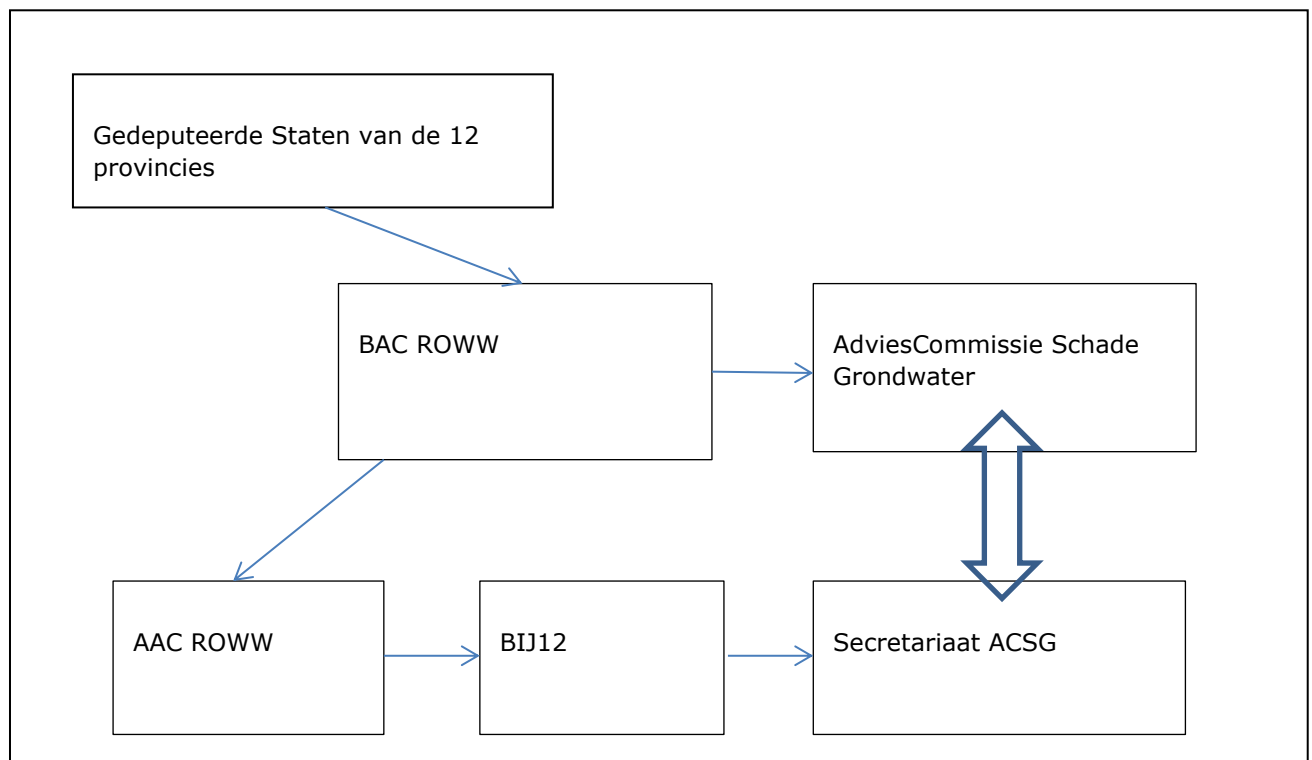 Gedeputeerde Staten van de 12
provincies
BAC ROWW
AdviesCommissie Schade
Grondwater
AAC ROWW
BIJ12
Secretariaat ACSG